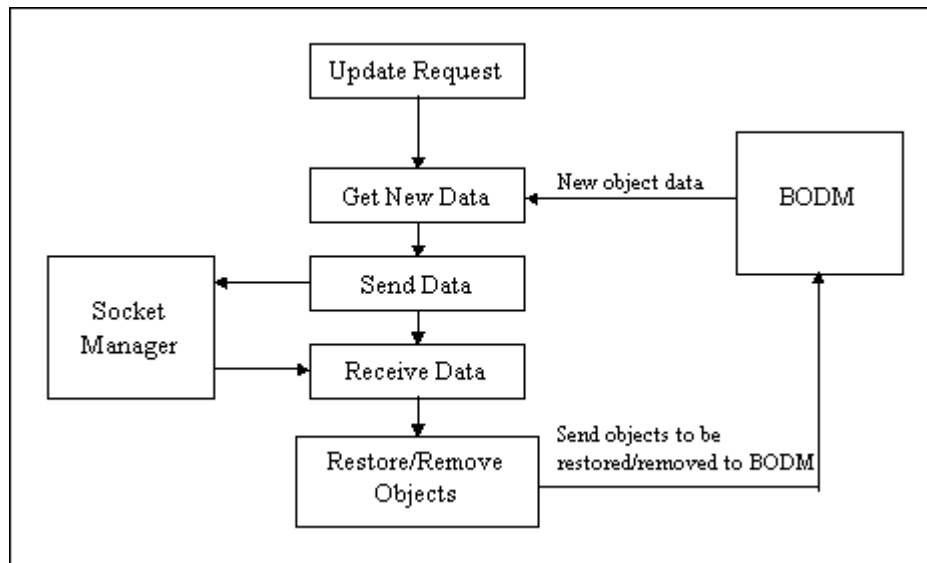 Update Request
Get New Data
New object data
BODM
Send Data
Socket
Manager
Receive Data
Restore/Remove
Objects
Send objects to be
restored/removed to BODM